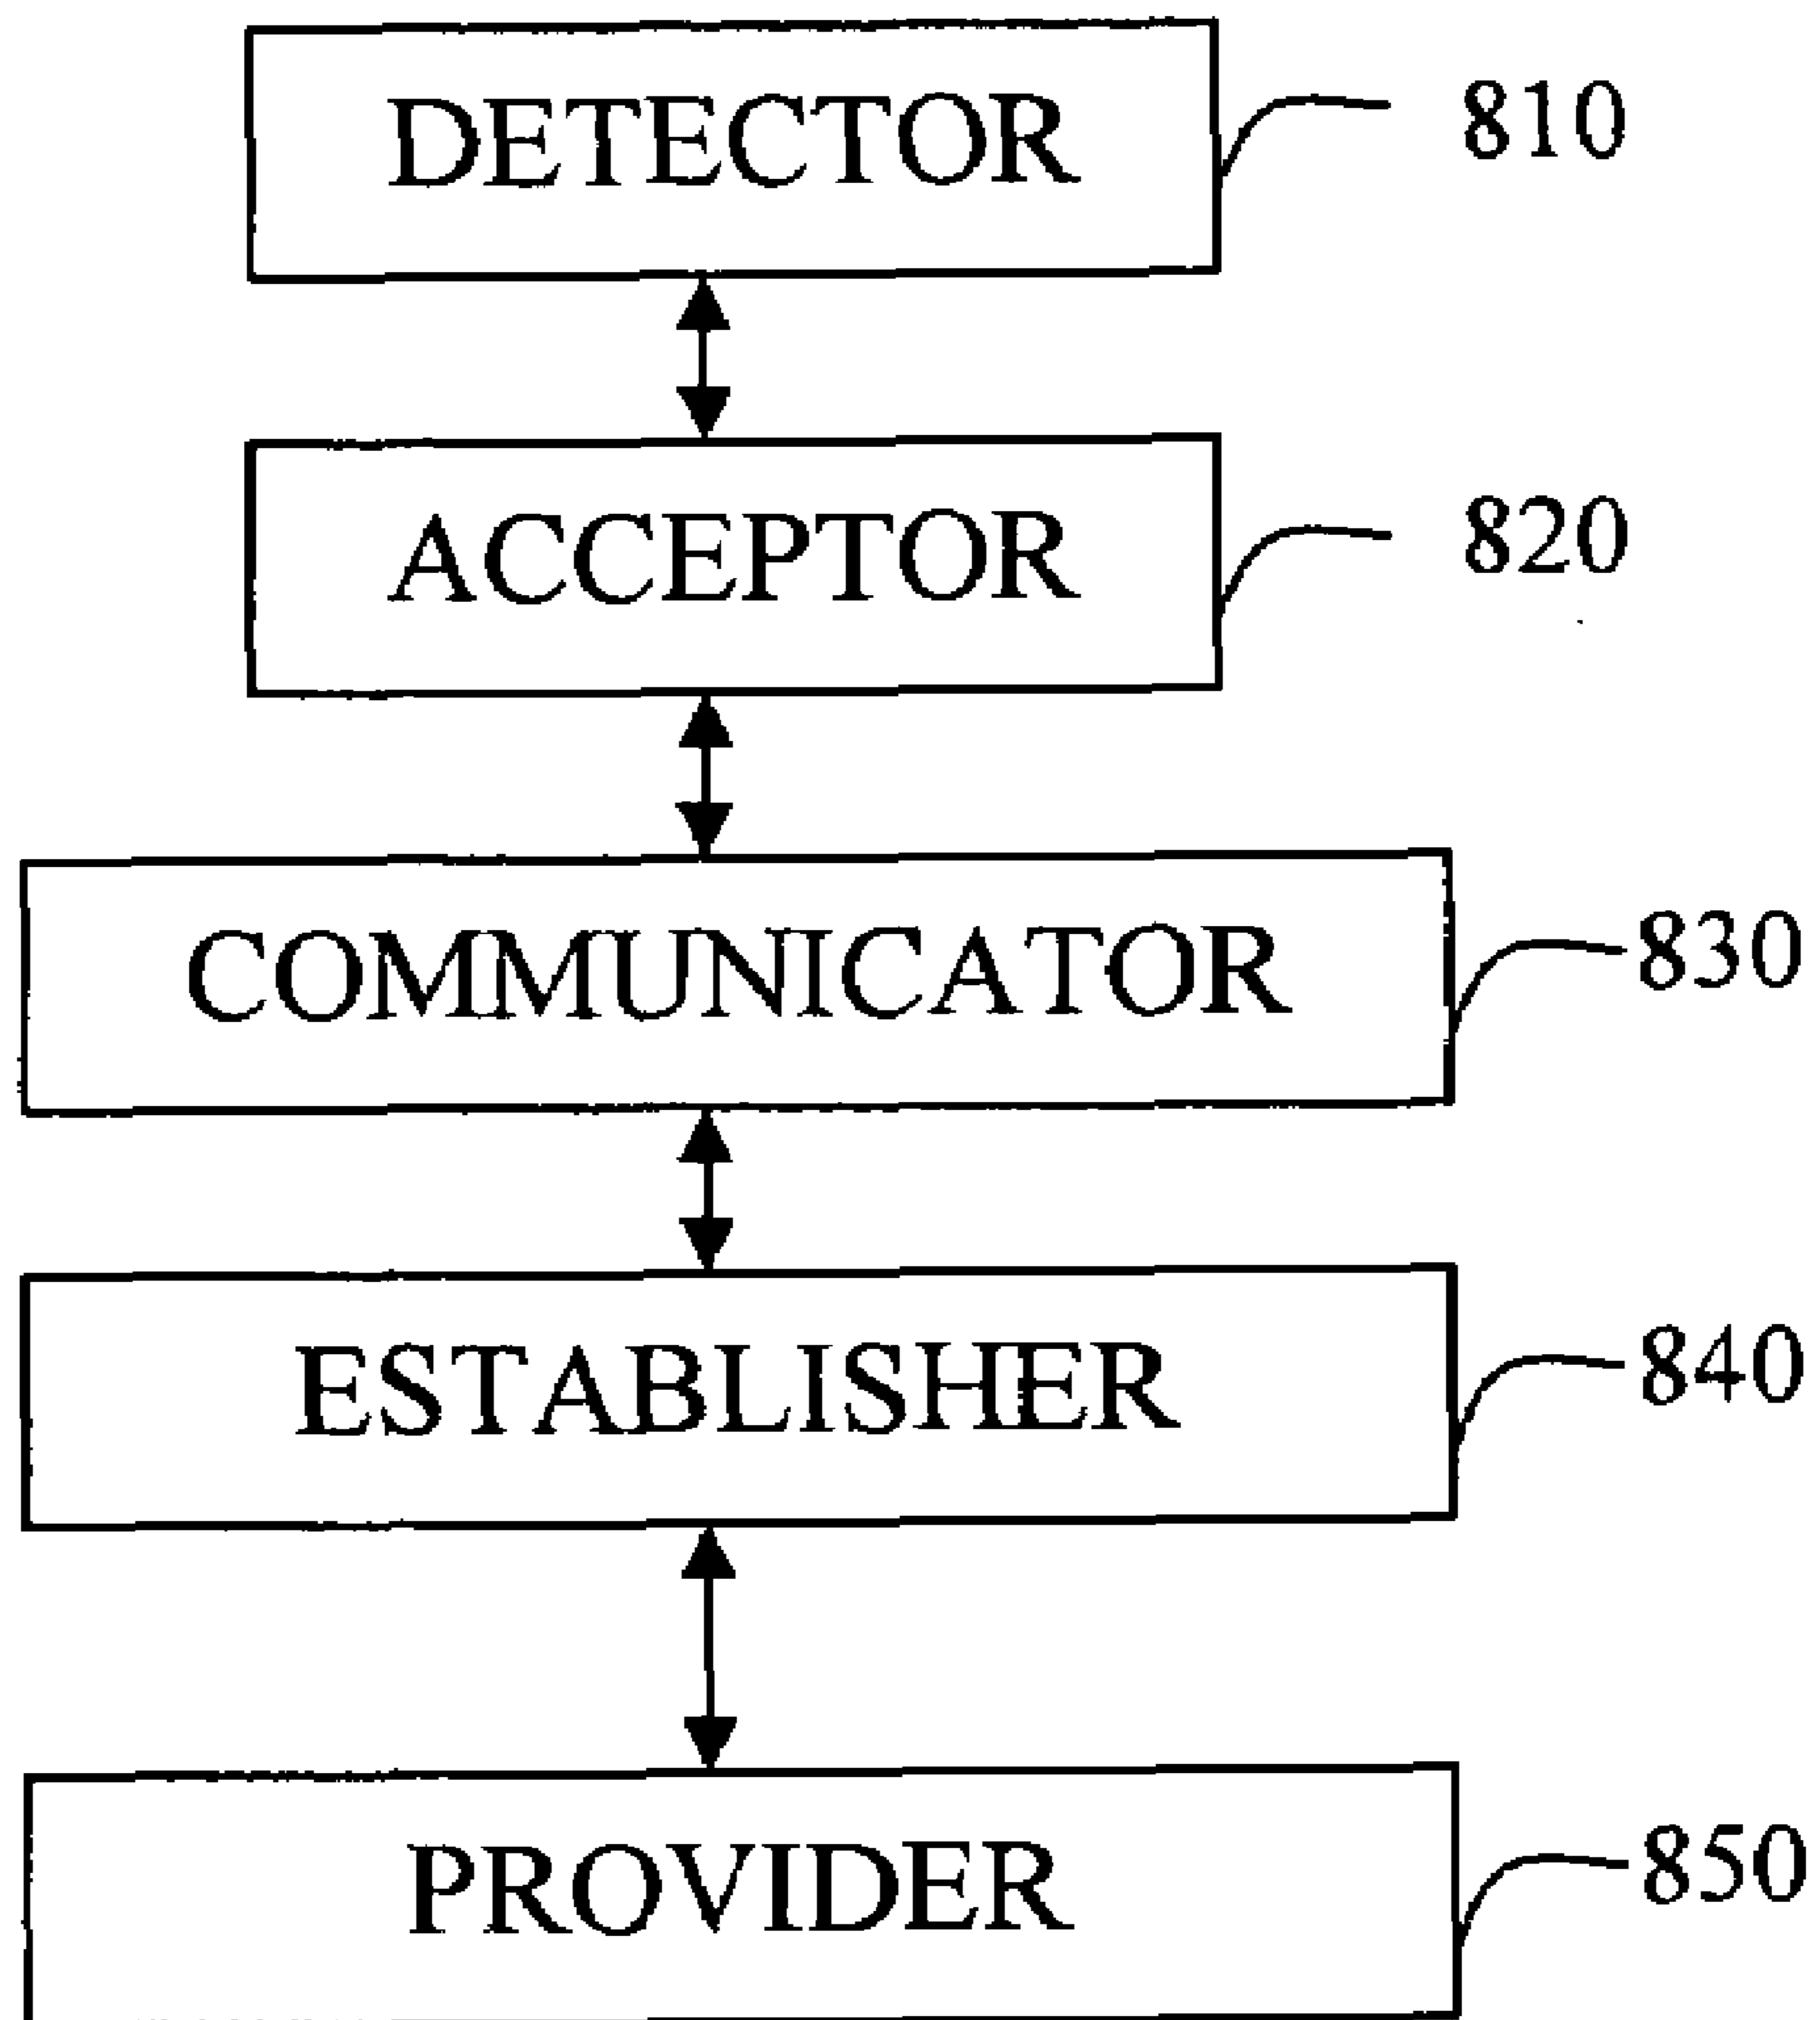 DETECTOR 810
ACCEPTOR 820
COMMUNICATOR 830
ESTABLISHER 840
PROVIDER 850